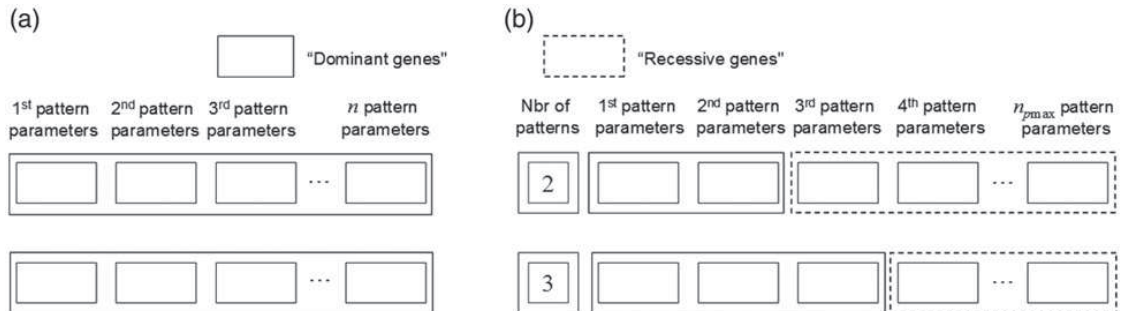 (a)
"Dominant genes"
1st pattern parameters
2nd pattern parameters
3rd pattern parameters
n pattern parameters
...
...
(b)
"Recessive genes"
Nbr of patterns
1st pattern parameters
2nd pattern parameters
3rd pattern parameters
4th pattern parameters
npmax pattern parameters
2
...
3
...